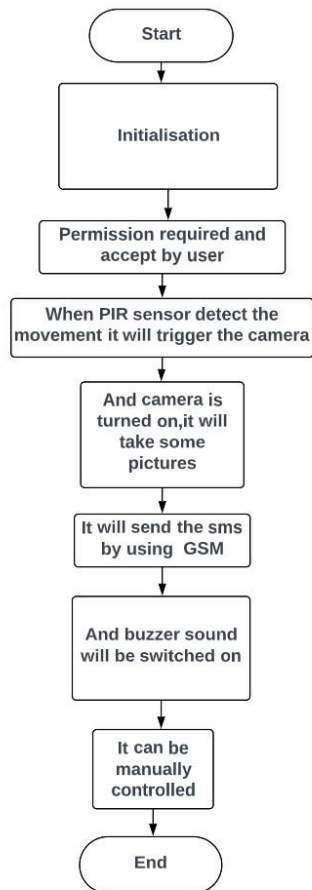 Start
Initialisation
Permission required and
accept by user
When PIR sensor detect the
movement it will trigger the camera
And camera is
turned on,it will
take some
pictures
It will send the sms
by using GSM
And buzzer sound
will be switched on
It can be
manually
controlled
End